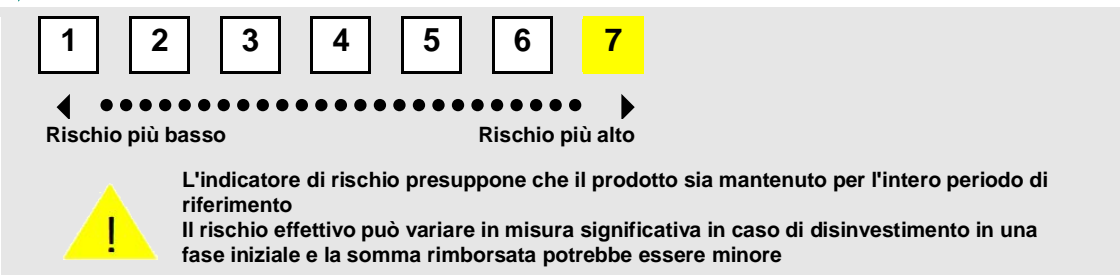 1 2 3 4 5 6 7
Rischio più basso Rischio più alto
!
L'indicatore di rischio presuppone che il prodotto sia mantenuto per l'intero periodo di
riferimento
Il rischio effettivo può variare in misura significativa in caso di disinvestimento in una
fase iniziale e la somma rimborsata potrebbe essere minore